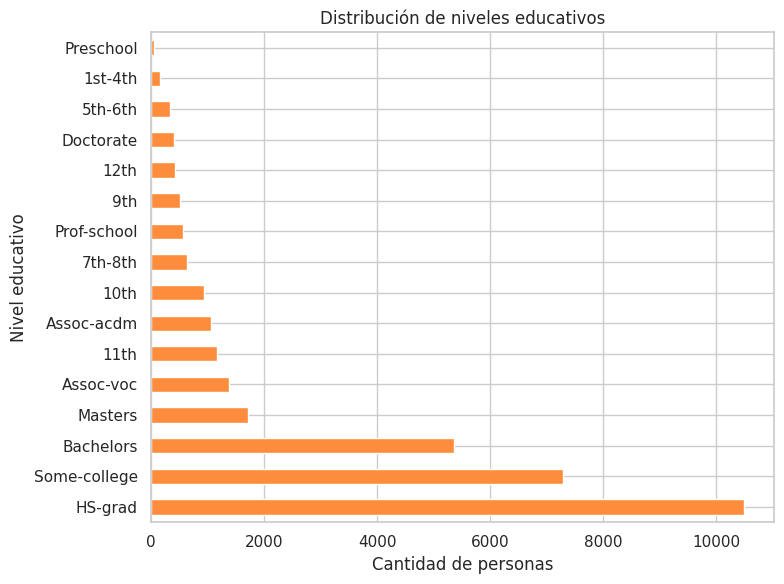 Distribución de niveles educativos
Nivel educativo
Preschool
1st-4th
5th-6th
Doctorate
12th
9th
Prof-school
7th-8th
10th
Assoc-acdm
11th
Assoc-voc
Masters
Bachelors
Some-college
HS-grad
0 2000 4000 6000 8000 10000
Cantidad de personas